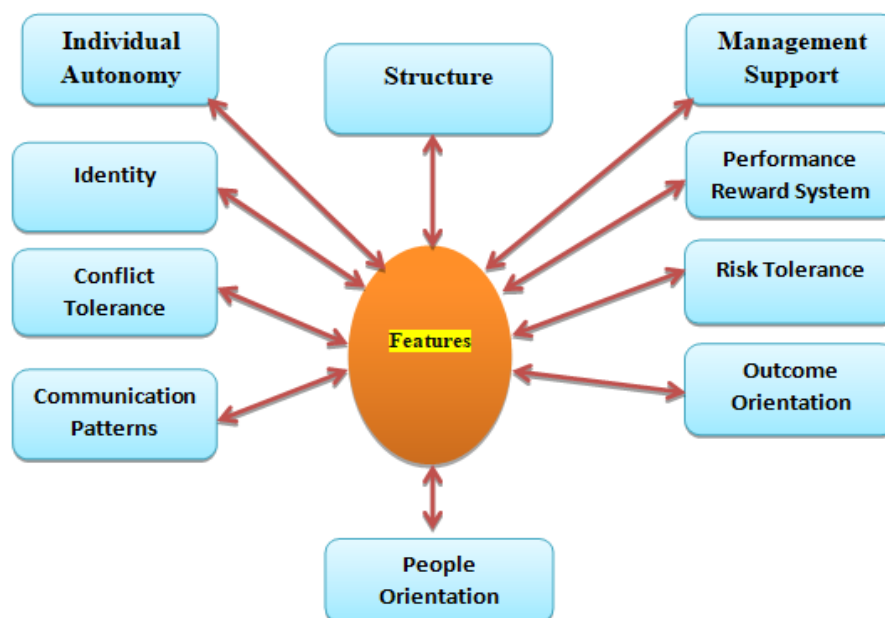 Individual
Autonomy
Structure
Management
Support
Identity
Performance
Reward System
Conflict
Tolerance
Risk Tolerance
Features
Communication
Patterns
Outcome
Orientation
People
Orientation